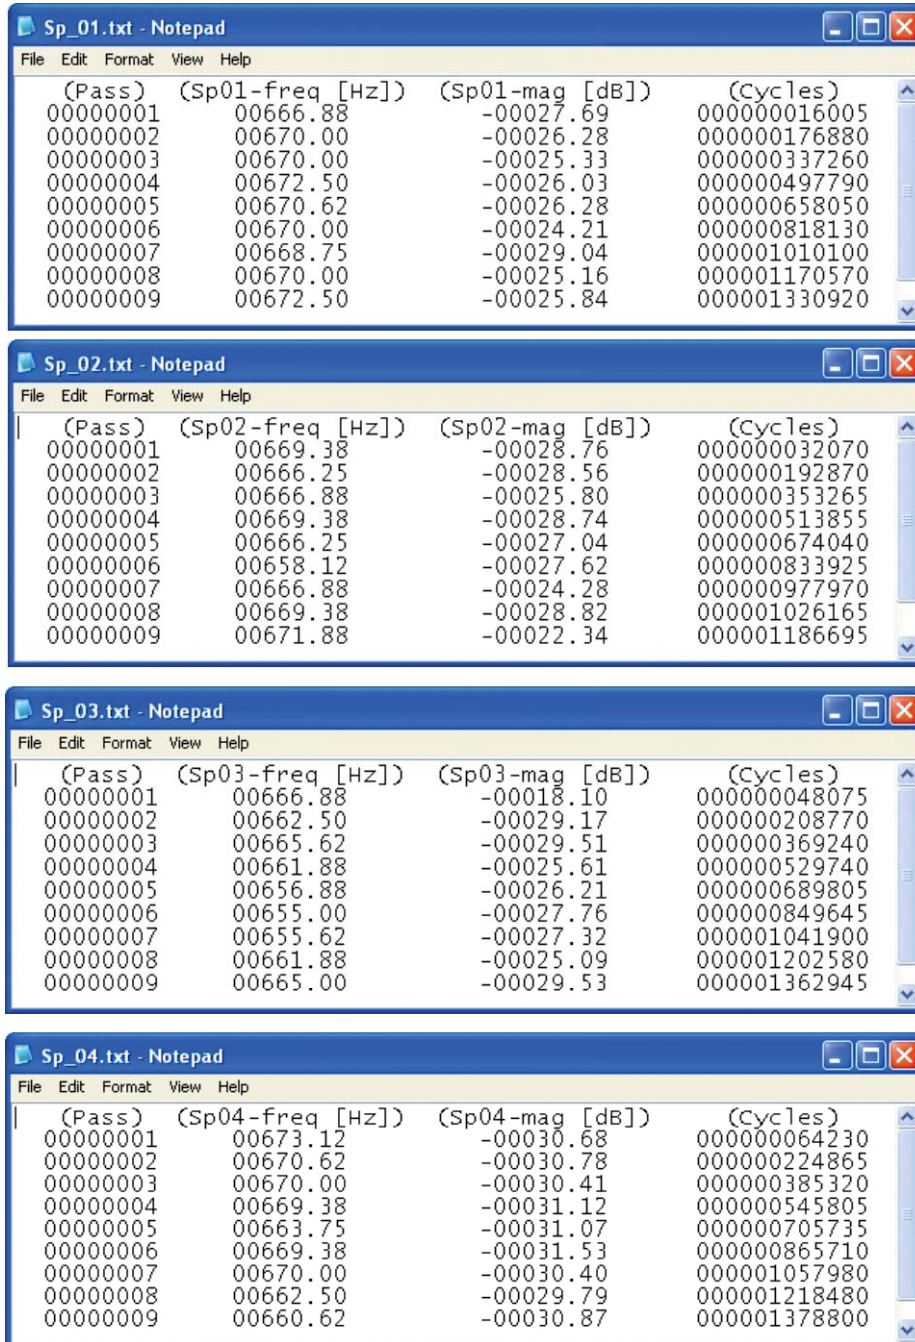 Sp_01.txt - Notepad
File Edit Format View Help
(Pass) (Sp01-freq [Hz]) (Sp01-mag [dB]) (Cycles)
00000001 00666.88 -00027.69 000000016005
00000002 00670.00 -00026.28 000000176880
00000003 00670.00 -00025.33 000000337260
00000004 00672.50 -00026.03 000000497790
00000005 00670.62 -00026.28 000000658050
00000006 00670.00 -00024.21 000000818130
00000007 00668.75 -00029.04 000001010100
00000008 00670.00 -00025.16 000001170570
00000009 00672.50 -00025.84 000001330920
Sp_02.txt - Notepad
File Edit Format View Help
(Pass) (Sp02-freq [Hz]) (Sp02-mag [dB]) (Cycles)
00000001 00669.38 -00028.76 000000032070
00000002 00666.25 -00028.56 000000192870
00000003 00666.88 -00025.80 000000353265
00000004 00669.38 -00028.74 000000513855
00000005 00666.25 -00027.04 000000674040
00000006 00658.12 -00027.62 000000833925
00000007 00666.88 -00024.28 000000977970
00000008 00669.38 -00028.82 000001026165
00000009 00671.88 -00022.34 000001186695
Sp_03.txt - Notepad
File Edit Format View Help
(Pass) (Sp03-freq [Hz]) (Sp03-mag [dB]) (Cycles)
00000001 00666.88 -00018.10 000000048075
00000002 00662.50 -00029.17 000000208770
00000003 00665.62 -00029.51 000000369240
00000004 00661.88 -00025.61 000000529740
00000005 00656.88 -00026.21 000000689805
00000006 00655.00 -00027.76 000000849645
00000007 00655.62 -00027.32 000001041900
00000008 00661.88 -00025.09 000001202580
00000009 00665.00 -00029.53 000001362945
Sp_04.txt - Notepad
File Edit Format View Help
(Pass) (Sp04-freq [Hz]) (Sp04-mag [dB]) (Cycles)
00000001 00673.12 -00030.68 000000064230
00000002 00670.62 -00030.78 000000224865
00000003 00670.00 -00030.41 000000385320
00000004 00669.38 -00031.12 000000545805
00000005 00663.75 -00031.07 000000705735
00000006 00669.38 -00031.53 000000865710
00000007 00670.00 -00030.40 000001057980
00000008 00662.50 -00029.79 000001218480
00000009 00660.62 -00030.87 000001378800